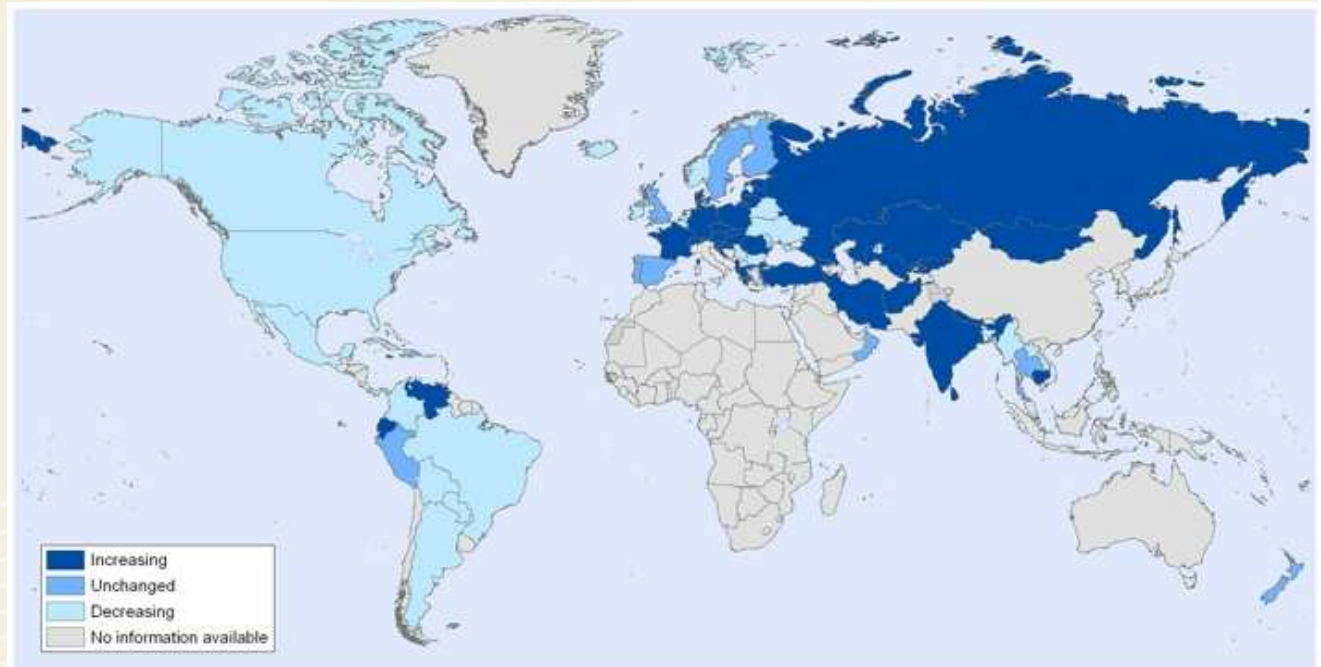 Increasing
Unchanged
Decreasing
No information available